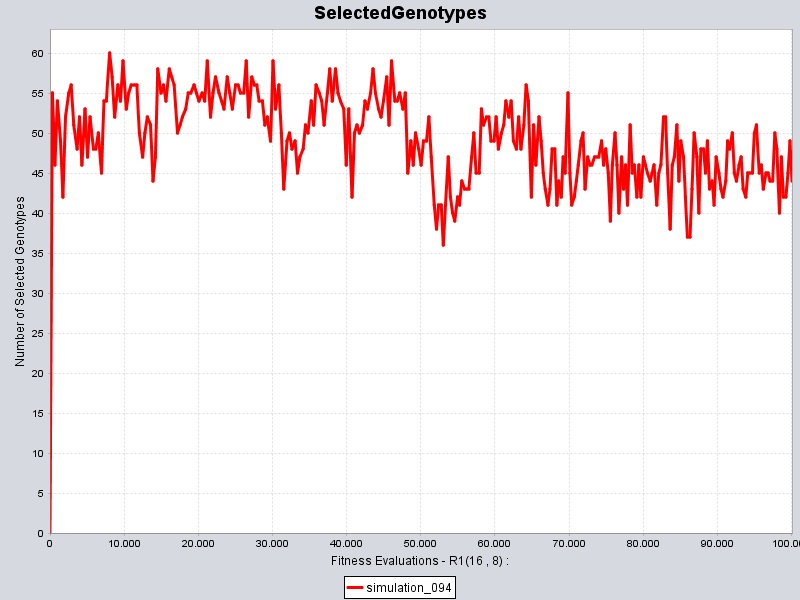 SelectedGenotypes
Number of Selected Genotypes
60
55
50
45
40
35
30
25
20
15
10
5
0
0 10.000 20.000 30.000 40.000 50.000 60.000 70.000 80.000 90.000 100.00
Fitness Evaluations - R1(16 , 8) :
simulation_094